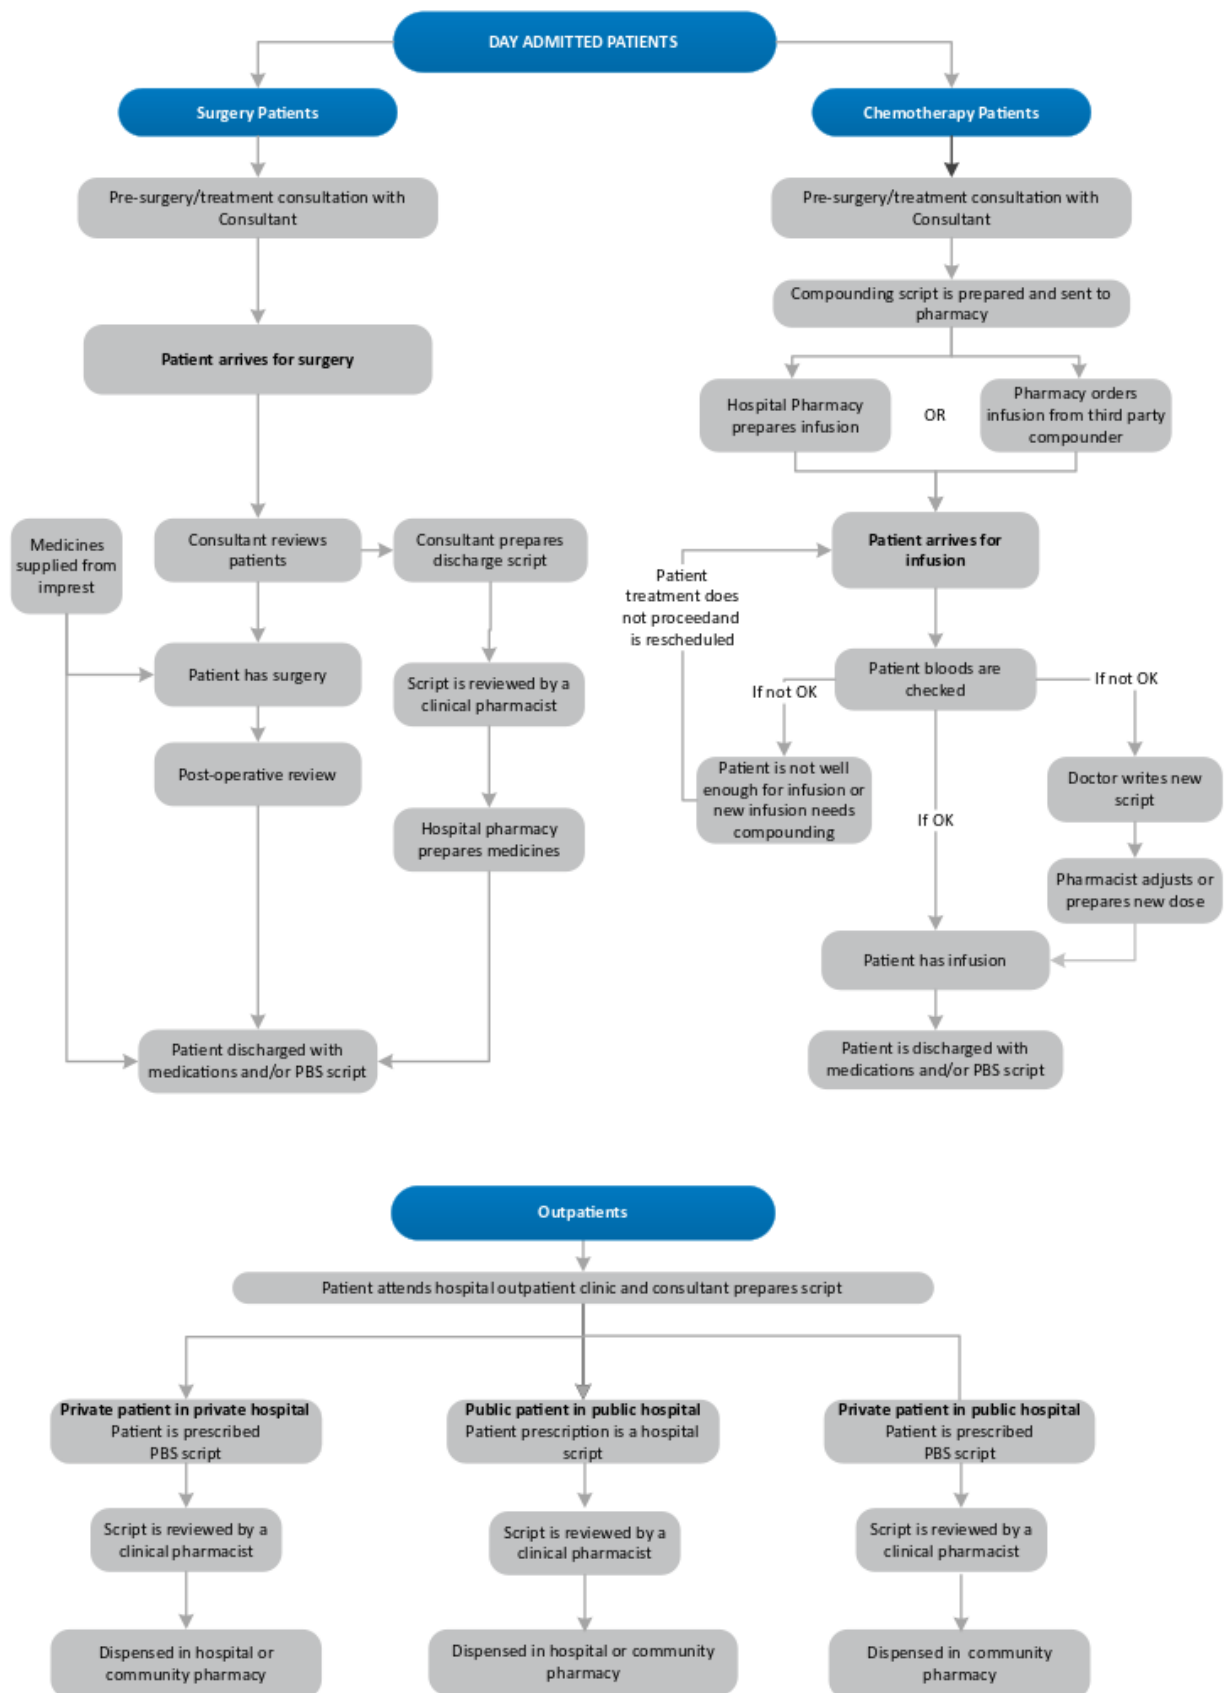 DAY ADMITTED PATIENTS
Surgery Patients
Pre-surgery/treatment consultation with
Consultant
Patient arrives for surgery
Medicines
supplied from
imprest
Consultant reviews
patients
Consultant prepares
discharge script
Patient has surgery
Script is reviewed by a
clinical pharmacist
Post-operative review
Hospital pharmacy
prepares medicines
Patient discharged with
medications and/or PBS script
Chemotherapy Patients
Pre-surgery/treatment consultation with
Consultant
Compounding script is prepared and sent to
pharmacy
Hospital Pharmacy
prepares infusion
OR
Pharmacy orders
infusion from third party
compounder
Patient arrives for
infusion
Patient
treatment does
not proceedand
is rescheduled
Patient bloods are
checked
If not OK
If not OK
Patient is not well
enough for infusion or
new infusion needs
compounding
If OK
Doctor writes new
script
Pharmacist adjusts or
prepares new dose
Patient has infusion
Patient is discharged with
medications and/or PBS script
Outpatients
Patient attends hospital outpatient clinic and consultant prepares script
Private patient in private hospital
Patient is prescribed
PBS script
Script is reviewed by a
clinical pharmacist
Dispensed in hospital or
community pharmacy
Public patient in public hospital
Patient prescription is a hospital
script
Script is reviewed by a
clinical pharmacist
Dispensed in hospital or community
pharmacy
Private patient in public hospital
Patient is prescribed
PBS script
Script is reviewed by a
clinical pharmacist
Dispensed in community
pharmacy